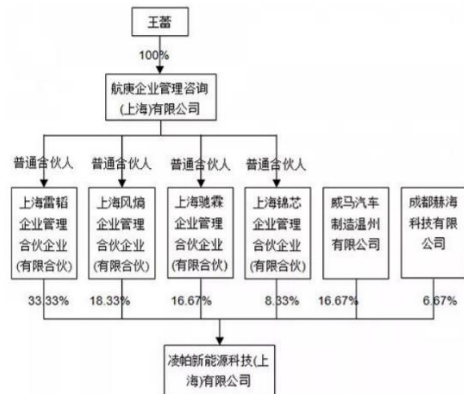 王蕾
100%
航庚企业管理咨询
(上海)有限公司
普通合伙人
普通合伙人
普通合伙人
普通合伙人
上海雷韬
企业管理
合伙企业
(有限合伙)
上海风熵
企业管理
合伙企业
(有限合伙)
上海驰霖
企业管理
合伙企业
(有限合伙)
上海锦芯
企业管理
合伙企业
(有限合伙)
威马汽车
制造温州
有限公司
成都赫海
科技有限
公司
33.33%
18.33%
16.67%
8.33%
16.67%
6.67%
凌帕新能源科技(上
海)有限公司